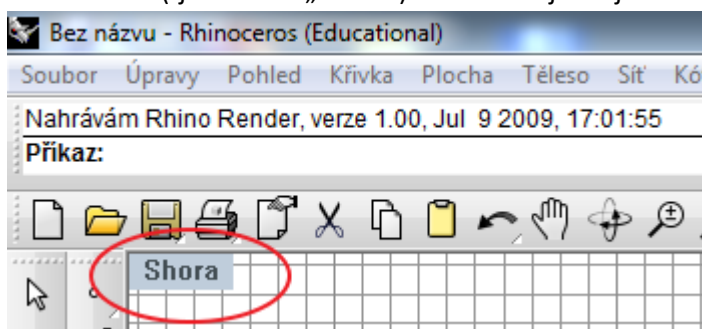 Bez názvu - Rhinoceros (Educational)
Soubor Úpravy Pohled Křivka Plocha Těleso Síť Kó
Nahrávám Rhino Render, verze 1.00, Jul 9 2009, 17:01:55
Příkaz:
Shora